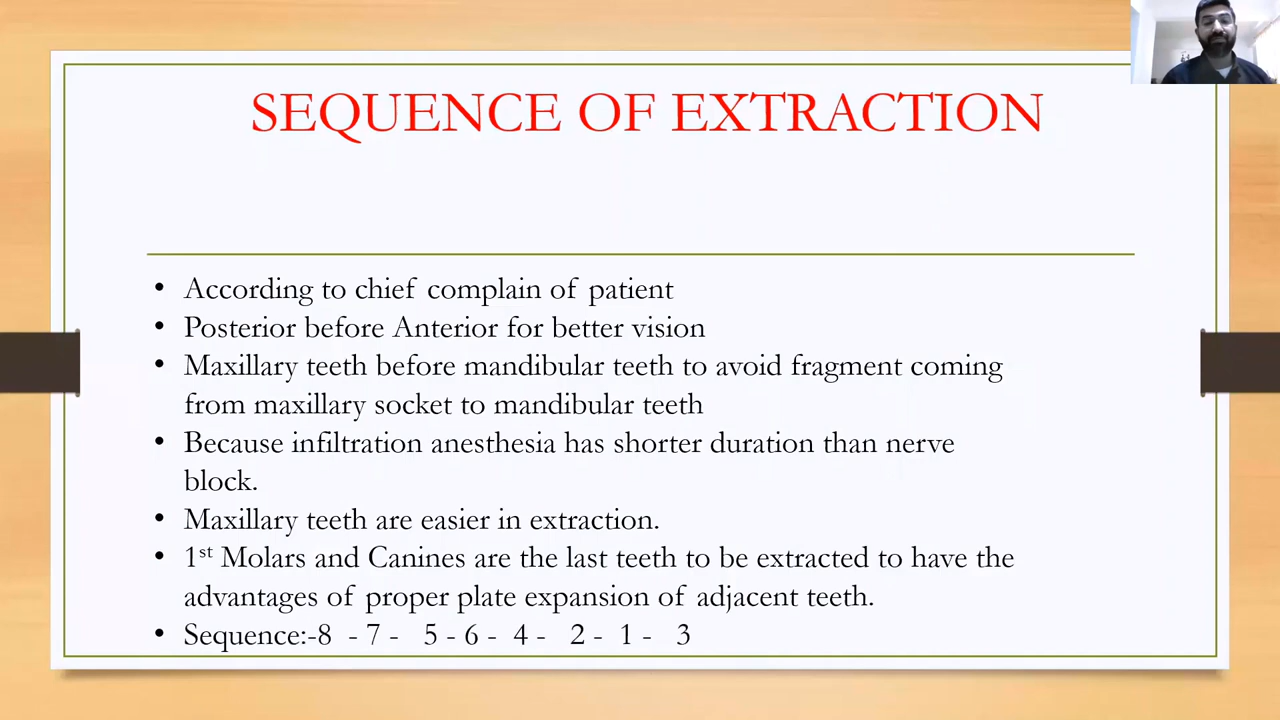 SEQUENCE OF EXTRACTION
• According to chief complain of patient
• Posterior before Anterior for better vision
• Maxillary teeth before mandibular teeth to avoid fragment coming
from maxillary socket to mandibular teeth
• Because infiltration anesthesia has shorter duration than nerve
block.
• Maxillary teeth are easier in extraction.
• 1st Molars and Canines are the last teeth to be extracted to have the
advantages of proper plate expansion of adjacent teeth.
• Sequence:-8 - 7 - 5 - 6 - 4 - 2 - 1 - 3